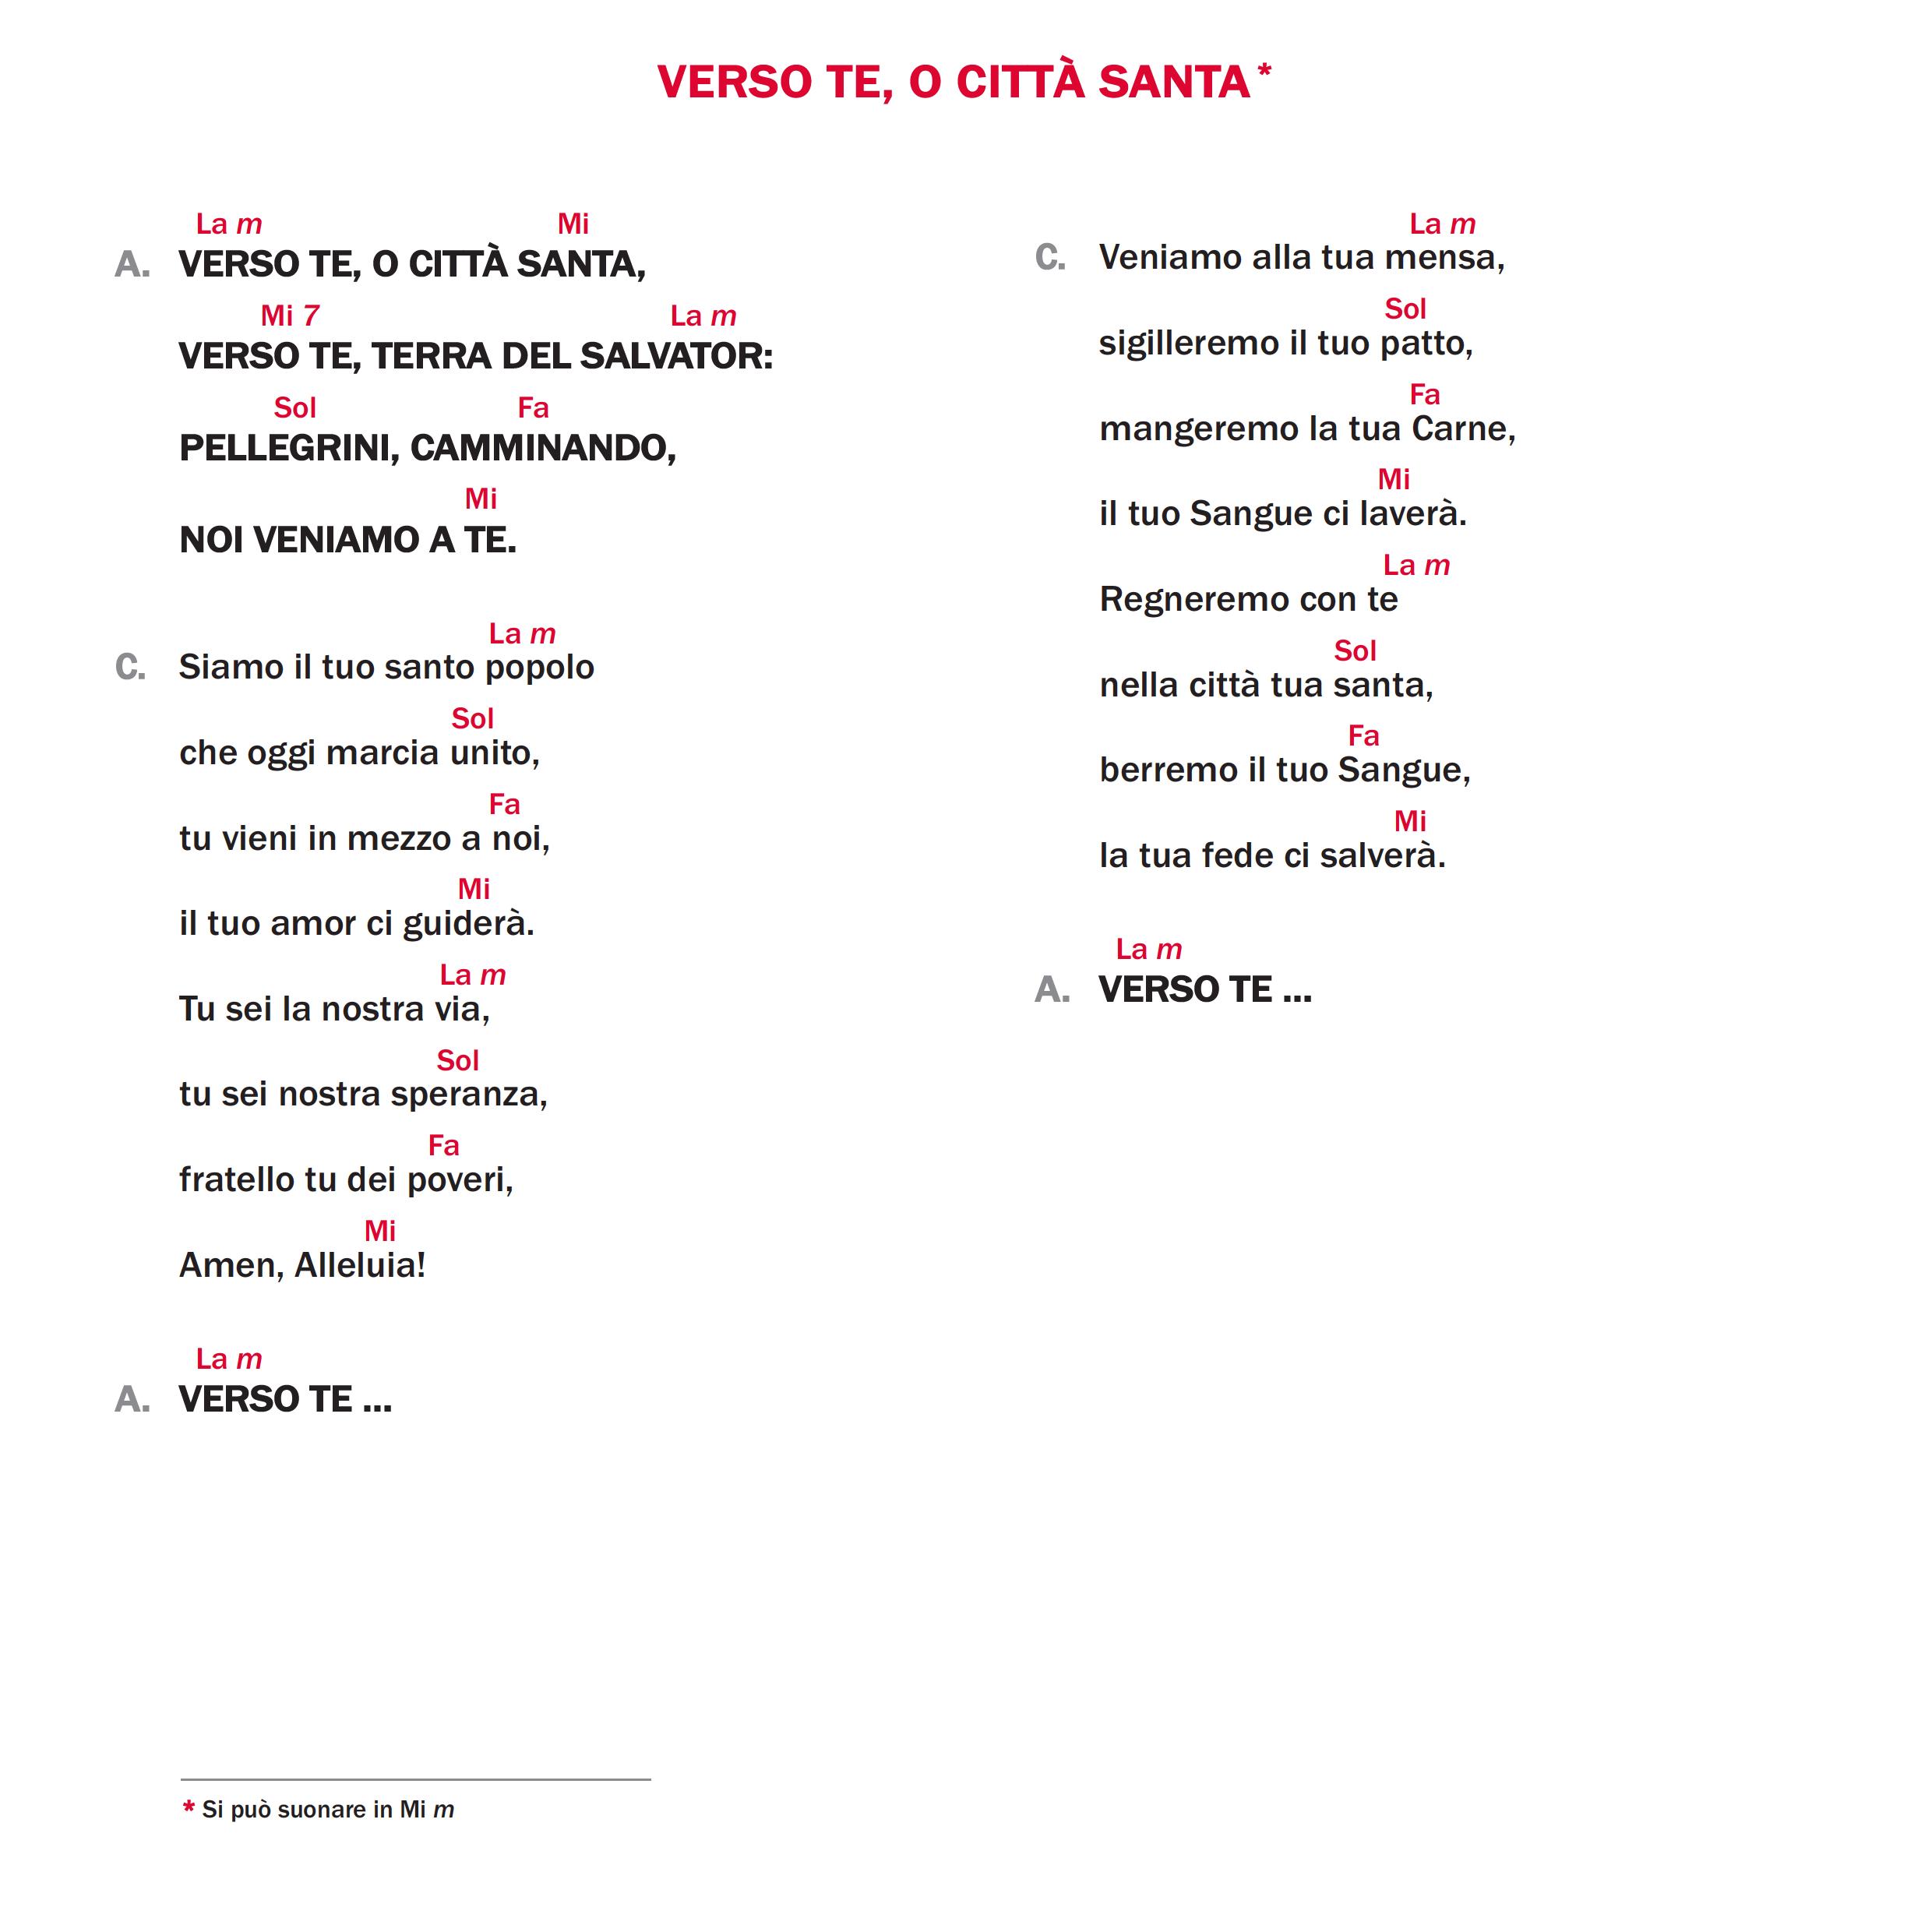 VERSO TE, O CITTÀ SANTA*
La m Mi
A. VERSO TE, O CITTÀ SANTA,
Mi 7 La m
VERSO TE, TERRA DEL SALVATOR:
Sol Fa
PELLEGRINI, CAMMINANDO,
Mi
NOI VENIAMO A TE.
La m
C. Siamo il tuo santo popolo
Sol
che oggi marcia unito,
Fa
tu vieni in mezzo a noi,
Mi
il tuo amor ci guiderà.
La m
Tu sei la nostra via,
Sol
tu sei nostra speranza,
Fa
fratello tu dei poveri,
Mi
Amen, Alleluia!
La m
A. VERSO TE ...
La m
C. Veniamo alla tua mensa,
Sol
sigilleremo il tuo patto,
Fa
mangeremo la tua Carne,
Mi
il tuo Sangue ci laverà.
La m
Regneremo con te
Sol
nella città tua santa,
Fa
berremo il tuo Sangue,
Mi
la tua fede ci salverà.
La m
A. VERSO TE ...
* Si può suonare in Mi m